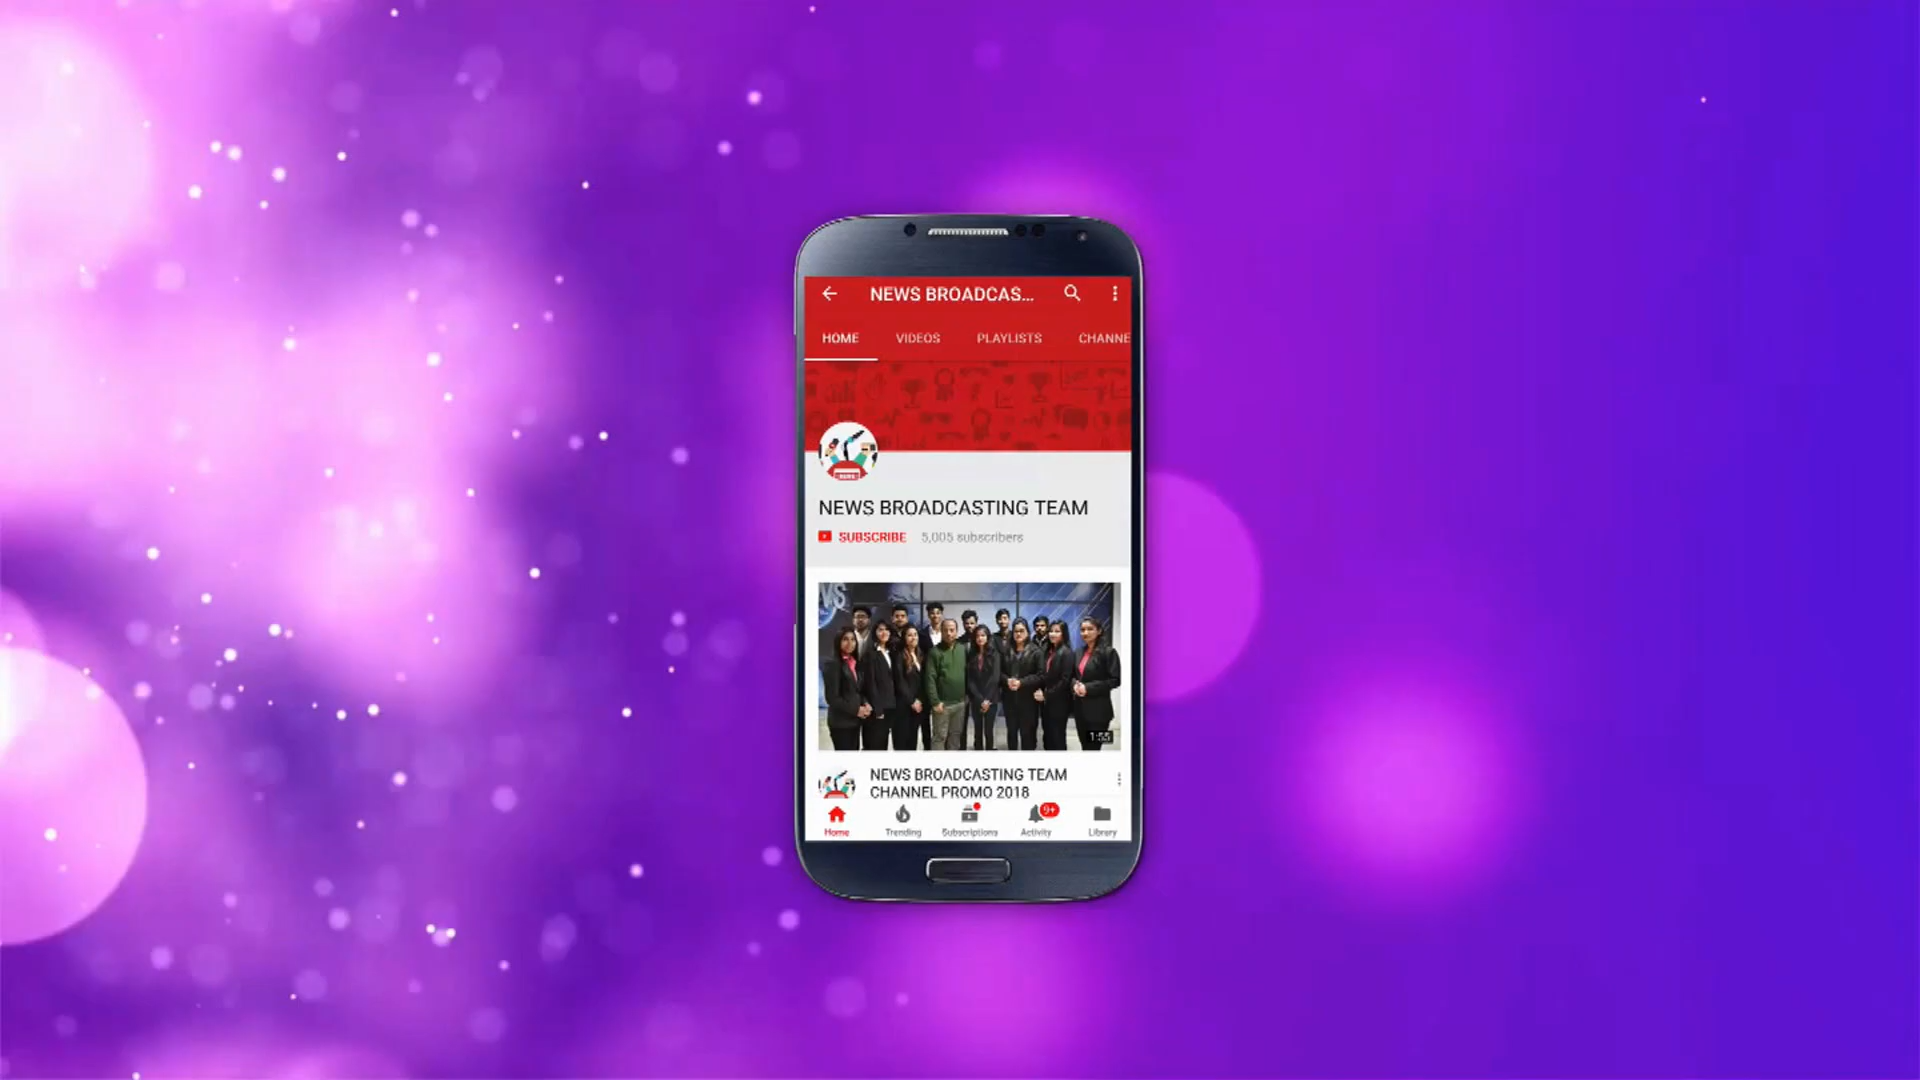 NEWS BROADCAS...
HOME VIDEOS PLAYLISTS CHANNE
NEWS BROADCASTING TEAM
SUBSCRIBE 5,005 subscribers
1:55
NEWS BROADCASTING TEAM
CHANNEL PROMO 2018
9+
Home Trending Subscriptions Activity Library